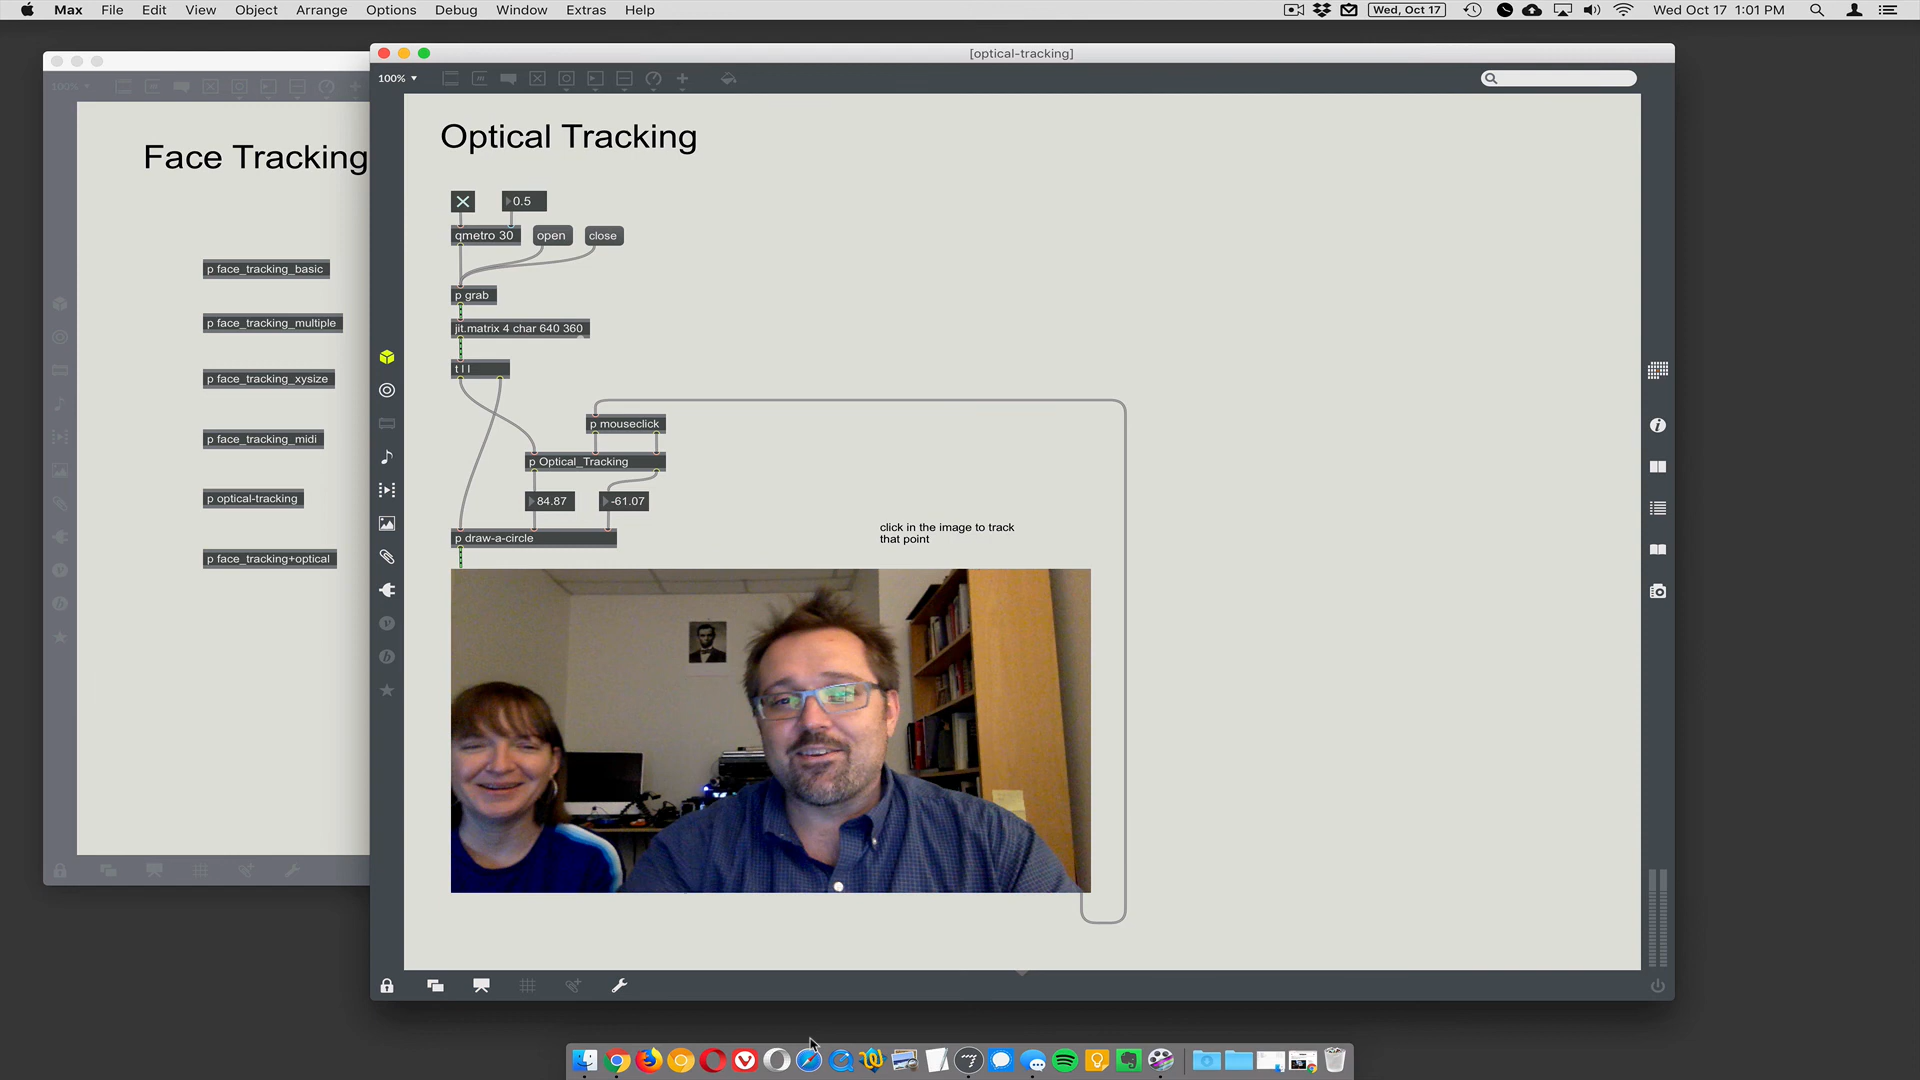 Max File Edit View Object Arrange Options Debug Window Extras Help
Wed, Oct 17
Wed Oct 17 1:01 PM
[optical-tracking]
100%
100%
Face Tracking
p face_tracking_basic
p face_tracking_multiple
p face_tracking_xysize
p face_tracking_midi
p optical-tracking
p face_tracking+optical
Optical Tracking
0.5
qmetro 30
open
close
p grab
jit.matrix 4 char 640 360
t l l
p mouseclick
p Optical_Tracking
84.87
-61.07
p draw-a-circle
click in the image to track
that point